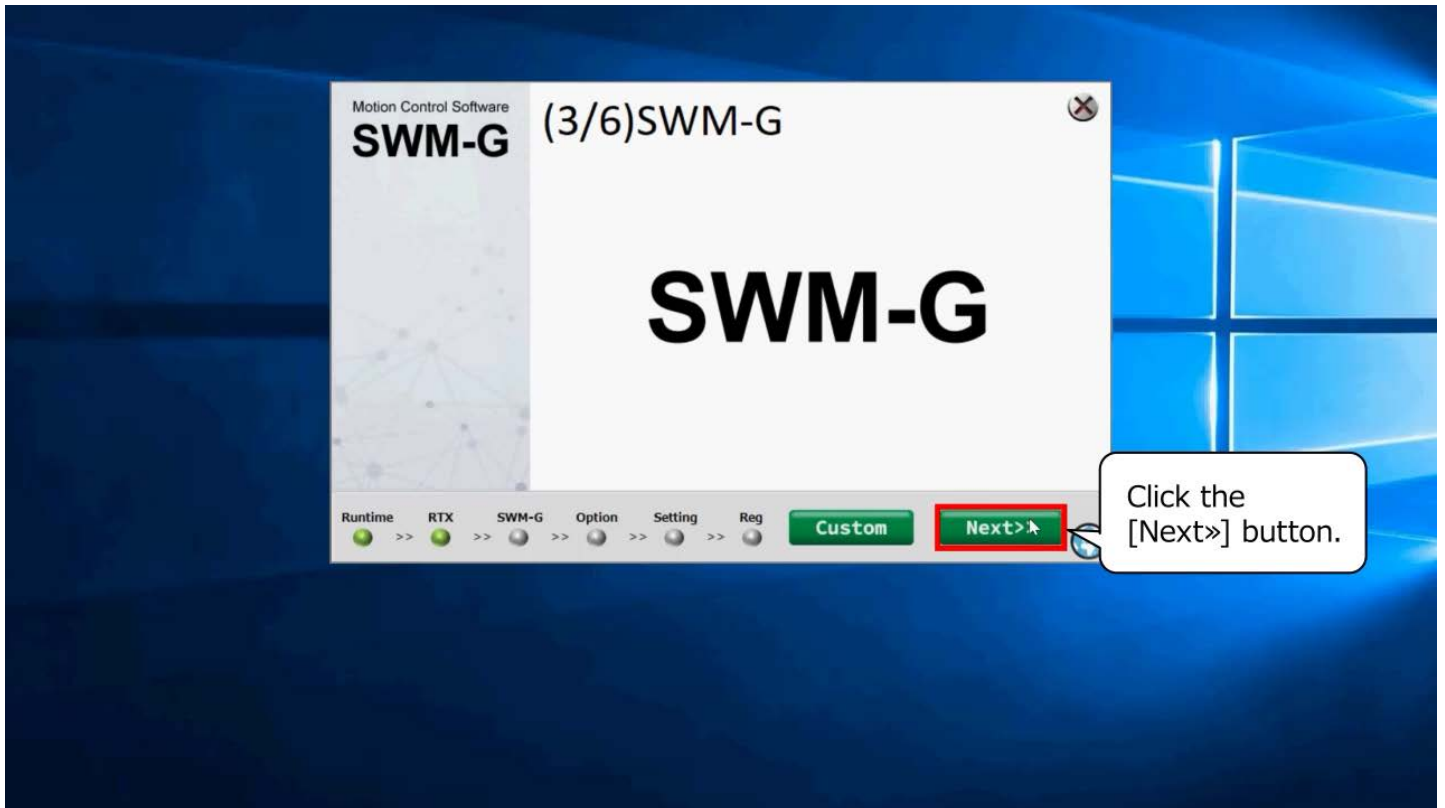 Motion Control Software
SWM-G
(3/6)SWM-G
SWM-G
Runtime >> RTX >> SWM-G >> Option >> Setting >> Reg
Custom
Next>>
Click the
[Next»] button.